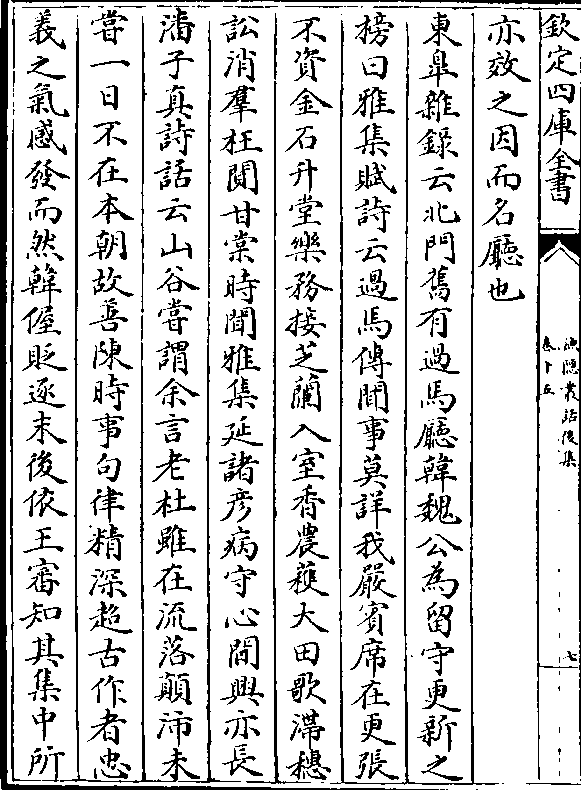 欽定四庫全書
漁隱叢話後集
卷十五
七
亦效之因而名廳也
東臯雜錄云北門舊有過馬廳韓魏公為留守更新之
榜曰雅集賦詩云過馬傳聞事莫詳我嚴賓席在更張
不資金石升堂樂務接芝蘭入室香農穫大田歌滯穗
訟消羣枉閴甘棠時聞雅集延諸彦病守心閒興亦長
潘子真詩話云山谷嘗謂余言老杜雖在流落顛沛未
嘗一日不在本朝故善陳時事句律精深超古作者忠
義之氣感發而然韓偓貶逐末後依王審知其集中所